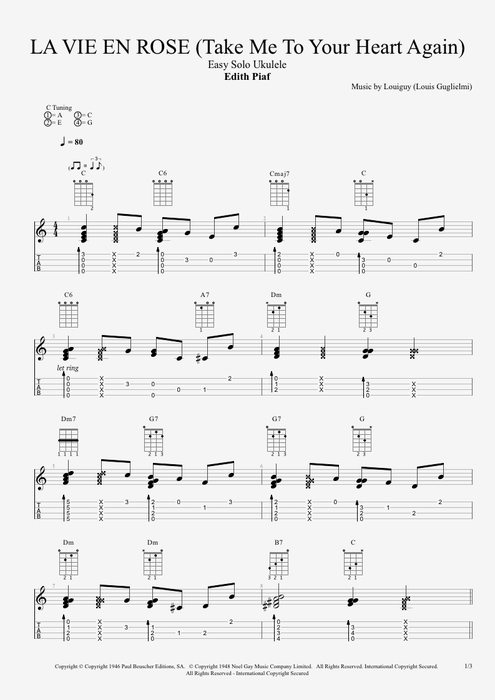 LA VIE EN ROSE (Take Me To Your Heart Again)
Easy Solo Ukulele
Edith Piaf
Music by Louiguy (Louis Guglielmi)
C Tuning
①= A ③= C
②= E ④= G
♩ = 80
C C6 Cmaj7 C
C6 A7 Dm G
let ring
Dm7 G7 G7 G
Dm Dm B7 C
Copyright © Copyright 1946 Paul Beuscher Editions, SA. © Copyright 1948 Noel Gay Music Company Limited. All Rights Reserved. International Copyright Secured. 1/3
All Rights Reserved - International Copyright Secured